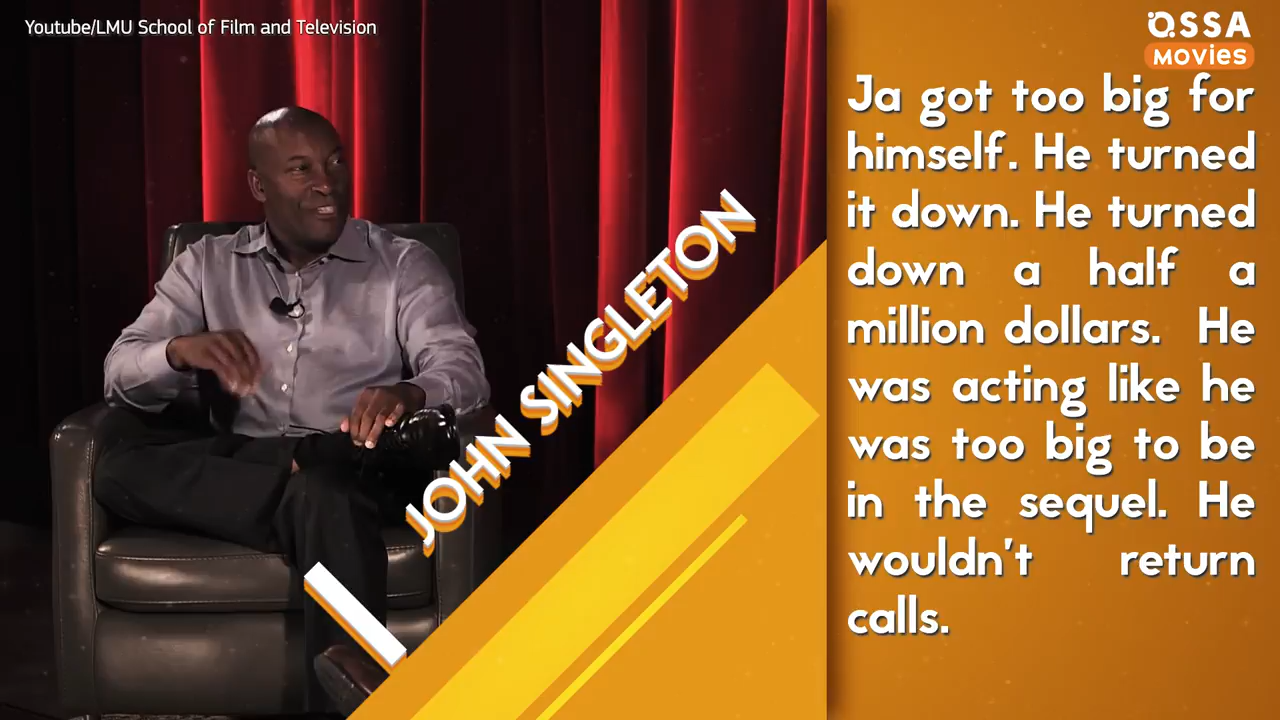 Youtube/LMU School of Film and Television
JOHN SINGLETON
OSSA
MOVIES
Ja got too big for
himself. He turned
it down. He turned
down a half a
million dollars. He
was acting like he
was too big to be
in the sequel. He
wouldn't return
calls.